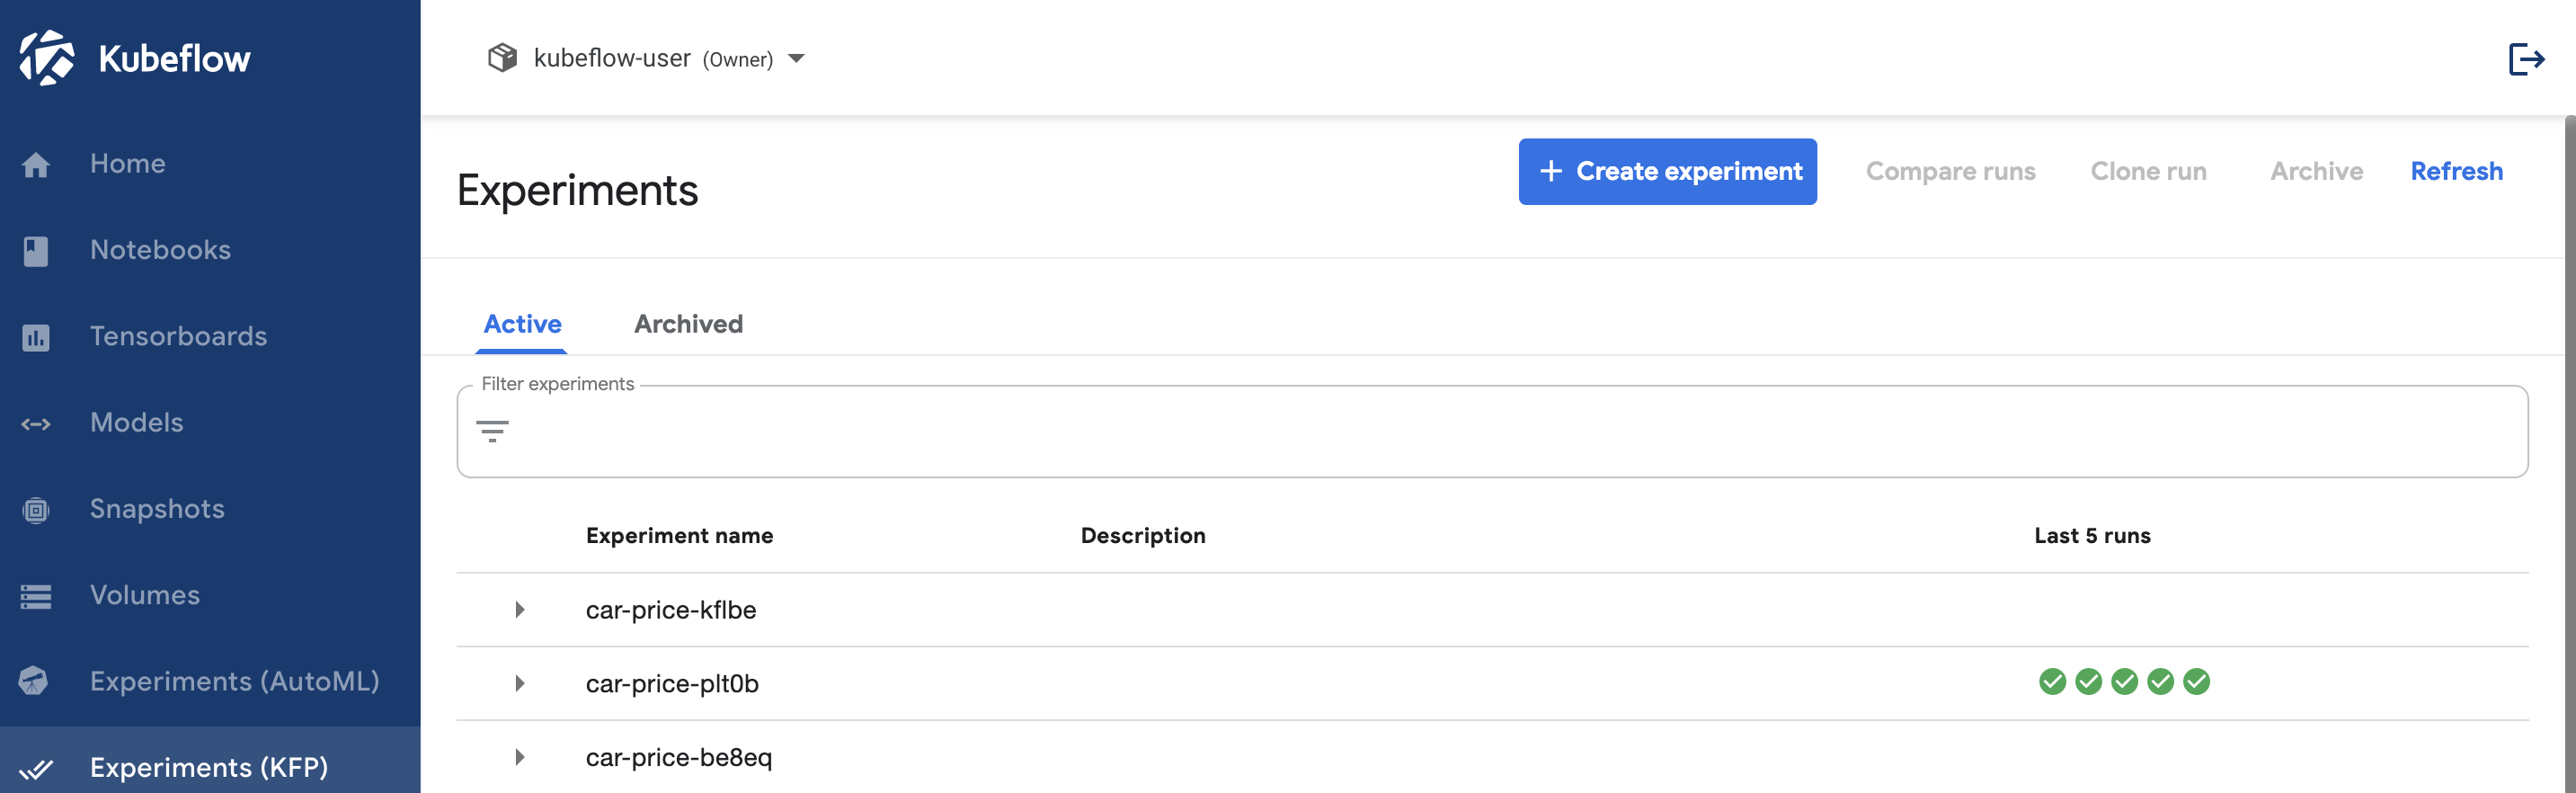 Kubeflow
kubeflow-user (Owner)
Home
Notebooks
Tensorboards
Models
Snapshots
Volumes
Experiments (AutoML)
Experiments (KFP)
Experiments
+ Create experiment
Compare runs
Clone run
Archive
Refresh
Active
Archived
Filter experiments
Experiment name Description Last 5 runs
car-price-kflbe
car-price-plt0b
car-price-be8eq